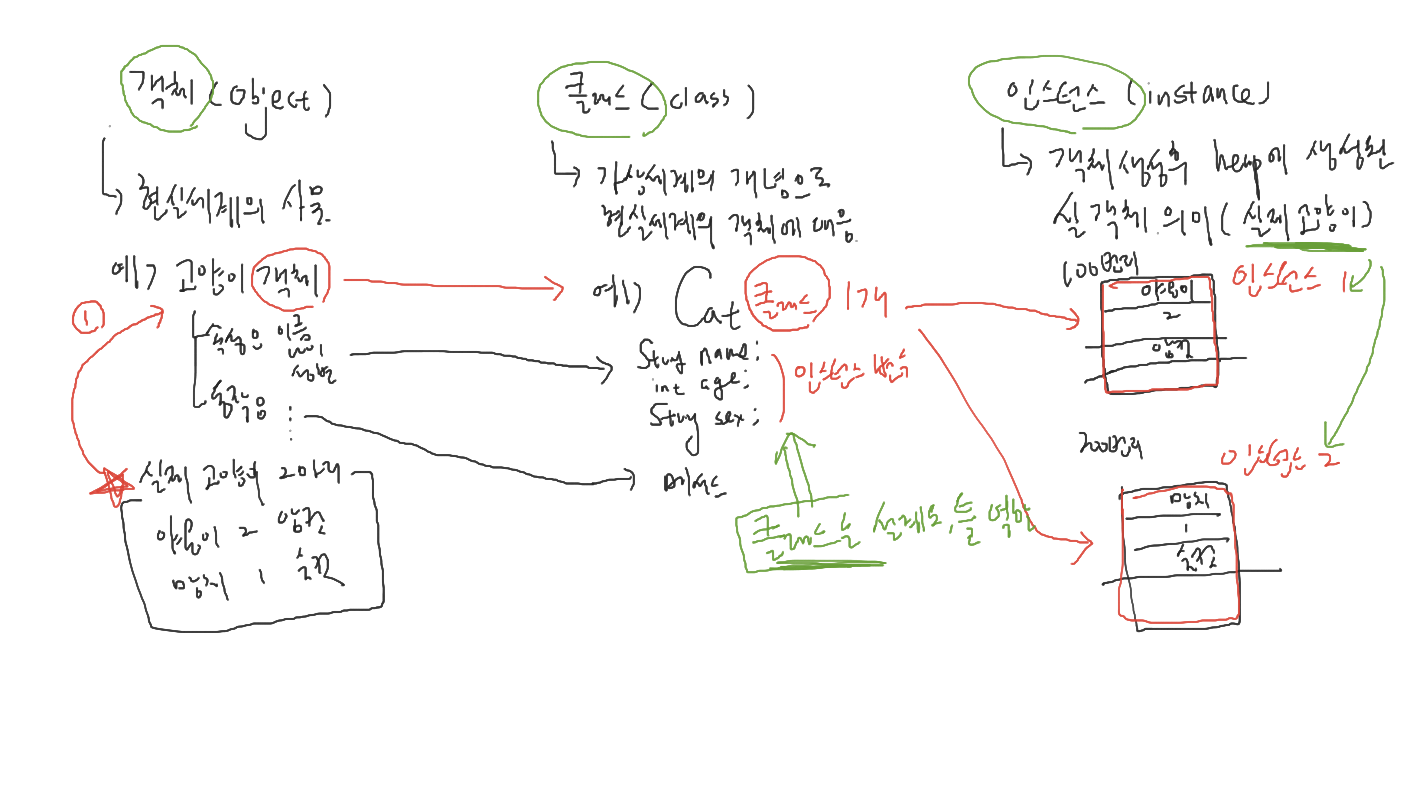 객체 (object)
현실세계의 사물
예) 고양이 객체
①
속성은 이름
나이
성별
동작은
실제 고양이 2마리
야옹이 2 암컷
망치 1 숫컷
클래스 (class)
가상세계의 개념으로
현실세계의 객체에 대응
예) Cat 클래스 1개
String name;
int age;
String sex;
인스턴스 변수
메서드
클래스는 설계도, 틀 역할
인스턴스 (instance)
객체 생성후 heap에 생성된
실 객체 의미 (실제 고양이)
100번지
인스턴스 1
야옹이
2
암컷
200번지
인스턴스 2
망치
1
숫컷